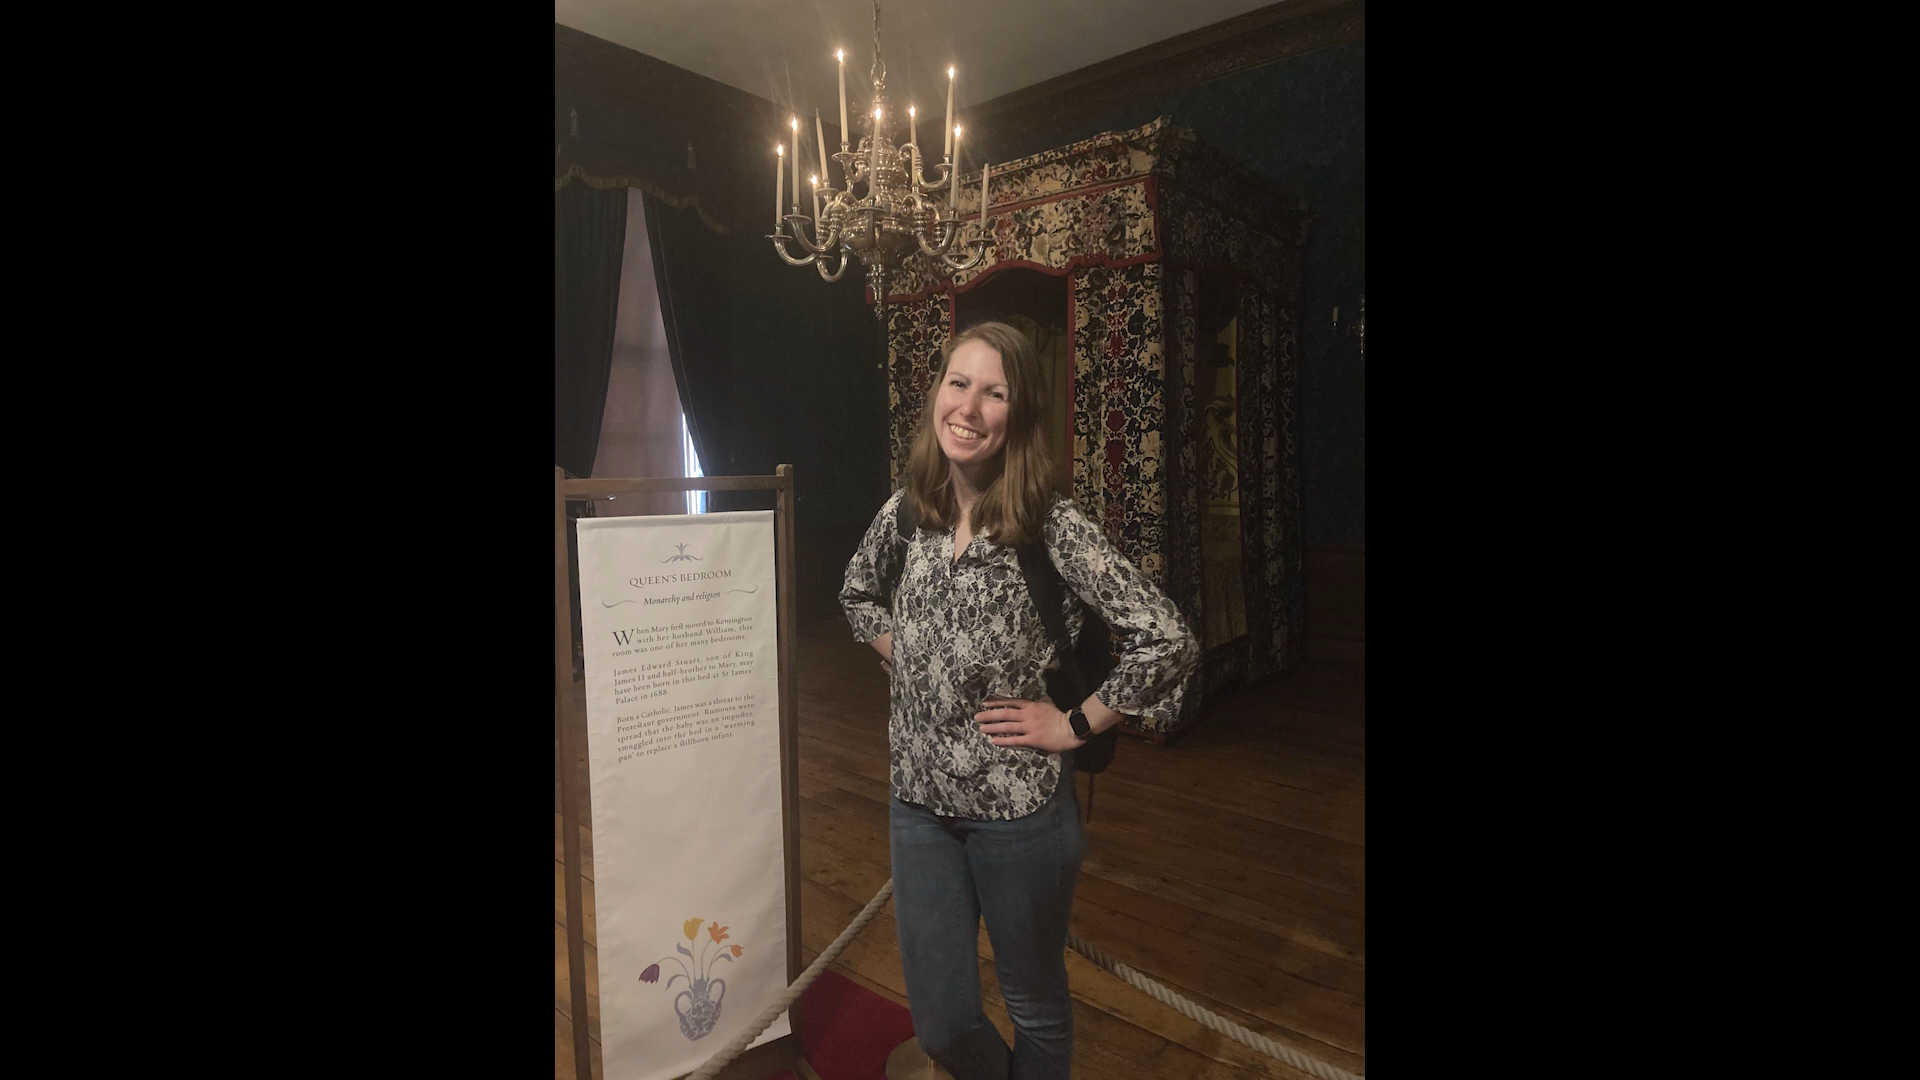 QUEEN'S BEDROOM
Monarchy and religion
When Mary first moved to Kensington
with her husband William, this
room was one of her many bedrooms.
James Edward Stuart, son of King
James II and half-brother to Mary, may
have been born in this bed at St James'
Palace in 1688.
Born a Catholic, James was a threat to the
Protestant government. Rumours were
spread that the baby was an imposter,
smuggled into the bed in a 'warming
pan' to replace a stillborn infant